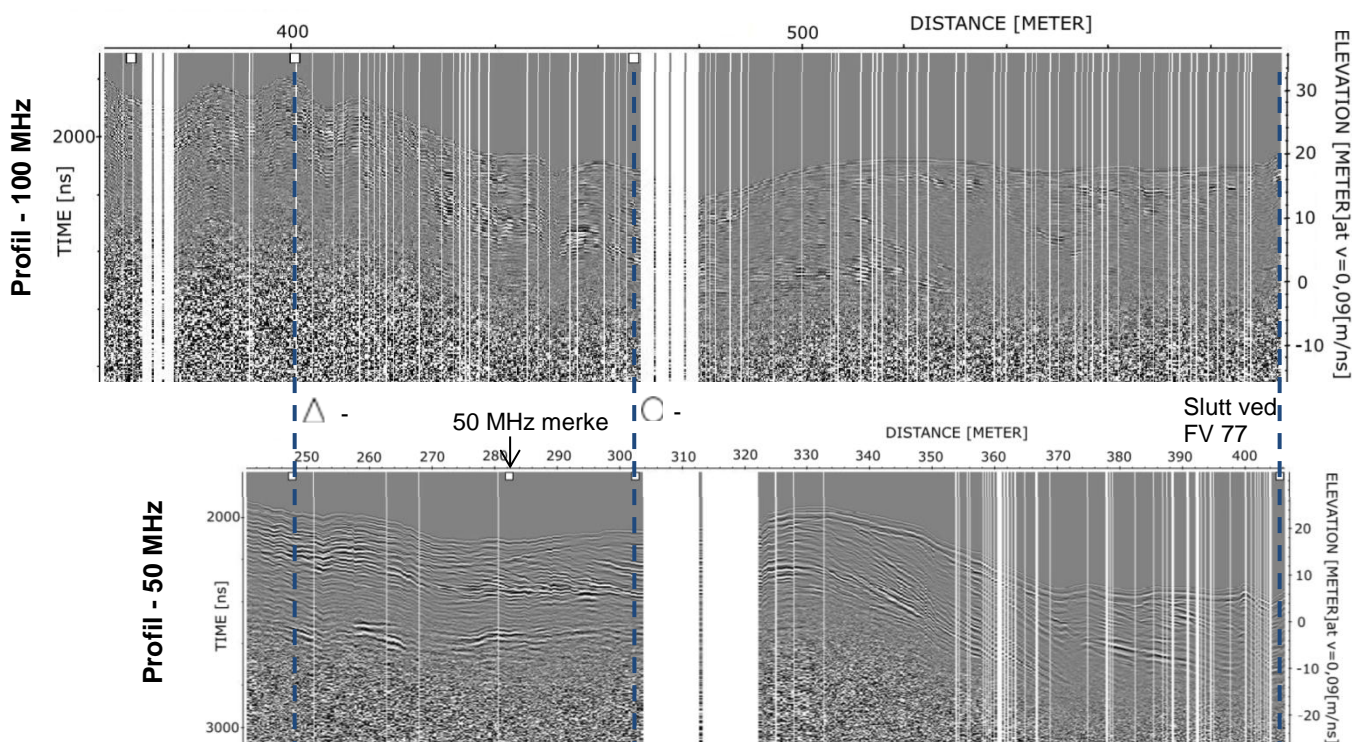 400 500 DISTANCE [METER]
Profil - 100 MHz
TIME [ns]
2000
30
20
10
0
-10
ELEVATION [METER]at v=0,09[m/ns]
△ -
50 MHz merke
○ -
Slutt ved
FV 77
DISTANCE [METER]
250 260 270 280 290 300 310 320 330 340 350 360 370 380 390 400
Profil - 50 MHz
TIME [ns]
2000
3000
20
10
0
-10
-20
ELEVATION [METER]at v=0,09[m/ns]